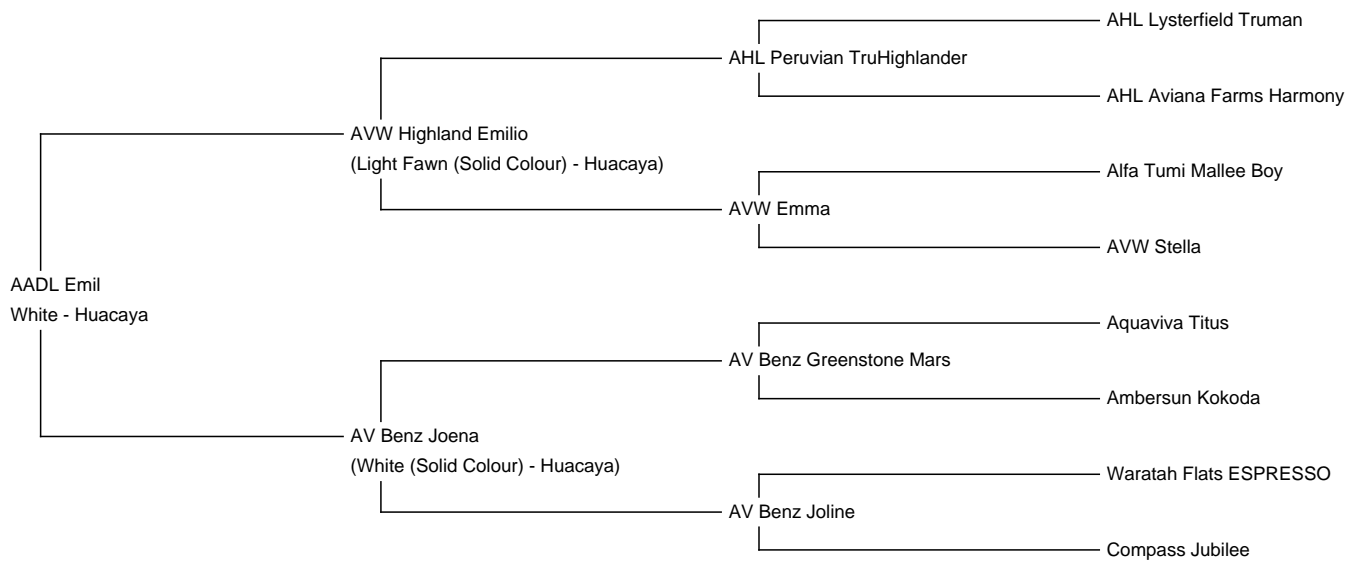 AHL Lysterfield Truman
AHL Peruvian TruHighlander
AHL Aviana Farms Harmony
AVW Highland Emilio
(Light Fawn (Solid Colour) - Huacaya)
Alfa Tumi Mallee Boy
AVW Emma
AVW Stella
AADL Emil
White - Huacaya
Aquaviva Titus
AV Benz Greenstone Mars
Ambersun Kokoda
AV Benz Joena
(White (Solid Colour) - Huacaya)
Waratah Flats ESPRESSO
AV Benz Joline
Compass Jubilee